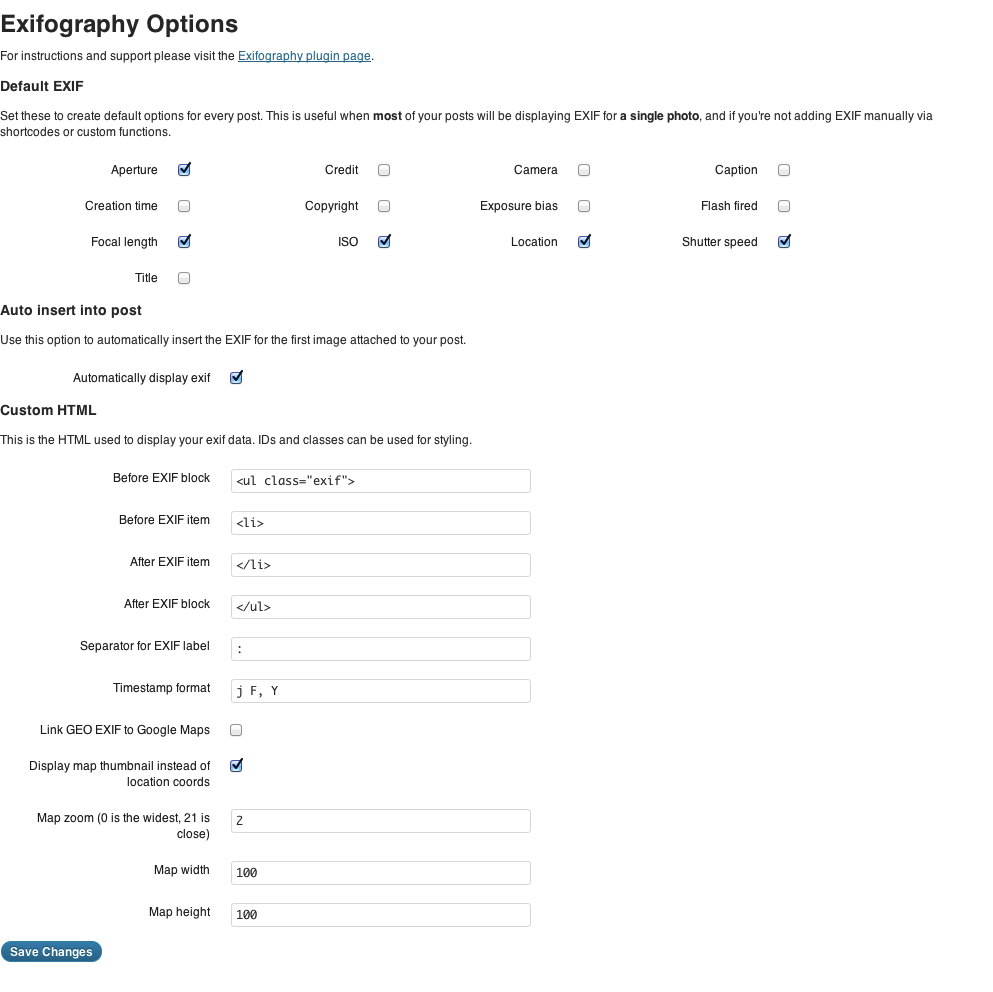 Exifography Options
For instructions and support please visit the Exifography plugin page.
Default EXIF
Set these to create default options for every post. This is useful when most of your posts will be displaying EXIF for a single photo, and if you're not adding EXIF manually via
shortcodes or custom functions.
Aperture Credit Camera Caption
Creation time Copyright Exposure bias Flash fired
Focal length ISO Location Shutter speed
Title
Auto insert into post
Use this option to automatically insert the EXIF for the first image attached to your post.
Automatically display exif
Custom HTML
This is the HTML used to display your exif data. IDs and classes can be used for styling.
Before EXIF block <ul class="exif">
Before EXIF item <li>
After EXIF item </li>
After EXIF block </ul>
Separator for EXIF label :
Timestamp format j F, Y
Link GEO EXIF to Google Maps
Display map thumbnail instead of
location coords
Map zoom (0 is the widest, 21 is 2
close)
Map width 100
Map height 100
Save Changes